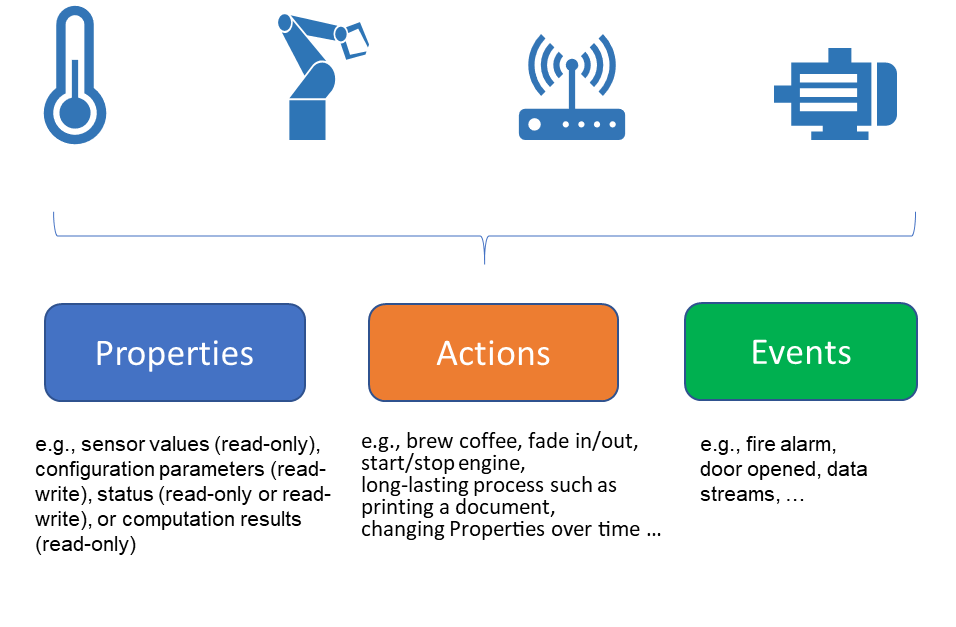 Properties
Actions
Events
e.g., sensor values (read-only),
configuration parameters (read-
write), status (read-only or read-
write), or computation results
(read-only)
e.g., brew coffee, fade in/out,
start/stop engine,
long-lasting process such as
printing a document,
changing Properties over time ...
e.g., fire alarm,
door opened, data
streams, …